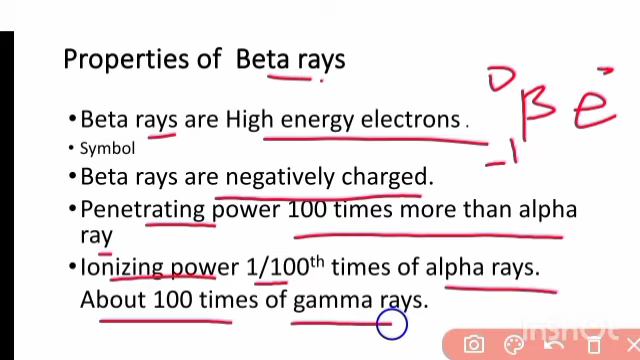 Properties of Beta rays
•Beta rays are High energy electrons.
•Symbol
0
-1 β e-
•Beta rays are negatively charged.
•Penetrating power 100 times more than alpha
ray
•Ionizing power 1/100th times of alpha rays.
About 100 times of gamma rays.
InShOt